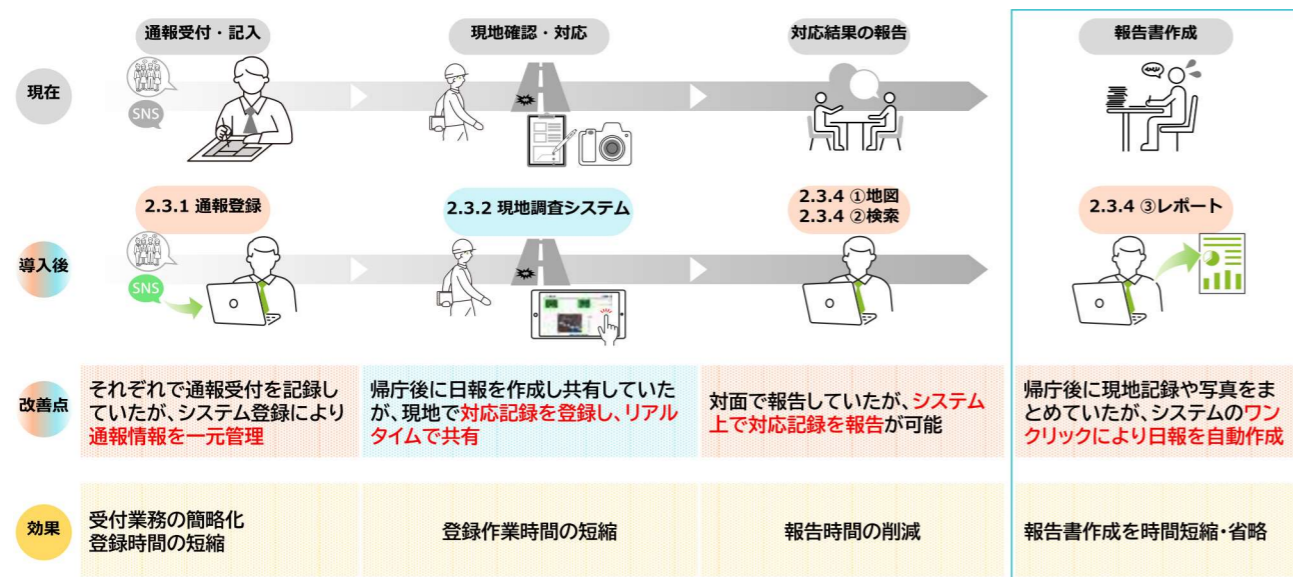 通報受付・記入
現地確認・対応
対応結果の報告
報告書作成
現在
SNS
2.3.1 通報登録
2.3.2 現地調査システム
2.3.4 ①地図
2.3.4 ②検索
2.3.4 ③レポート
導入後
SNS
改善点
それぞれで通報受付を記録し
ていたが、システム登録により
通報情報を一元管理
帰庁後に日報を作成し共有していた
が、現地で対応記録を登録し、リアル
タイムで共有
対面で報告していたが、システム
上で対応記録を報告が可能
帰庁後に現地記録や写真をま
とめていたが、システムのワン
クリックにより日報を自動作成
効果
受付業務の簡略化
登録時間の短縮
登録作業時間の短縮
報告時間の削減
報告書作成を時間短縮・省略